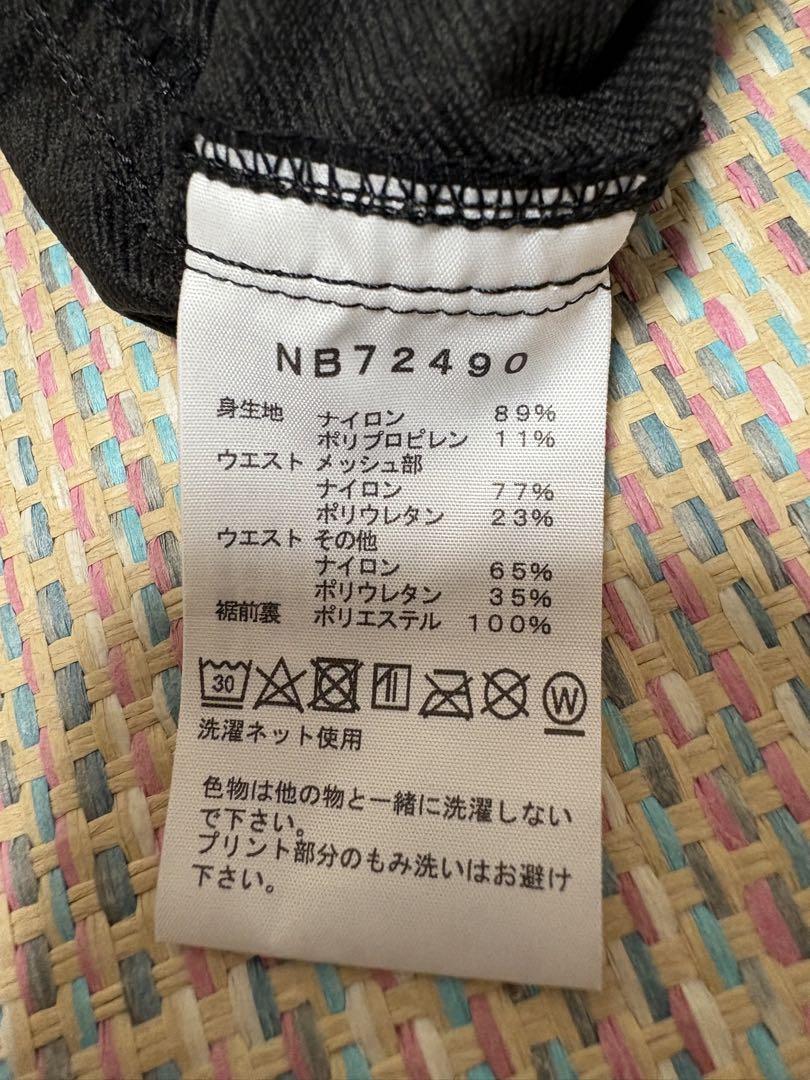 NB72490
身生地 ナイロン 89%
ポリプロピレン 11%
ウエスト メッシュ部
ナイロン 77%
ポリウレタン 23%
ウエスト その他
ナイロン 65%
ポリウレタン 35%
裾前裏 ポリエステル 100%
30 W
洗濯ネット使用
色物は他の物と一緒に洗濯しない
で下さい。
プリント部分のもみ洗いはお避け
下さい。